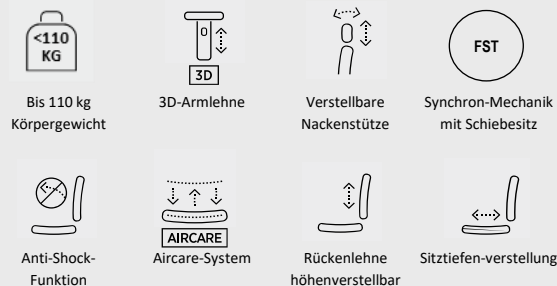 <110
KG
Bis 110 kg
Körpergewicht
3D
3D-Armlehne
Verstellbare
Nackenstütze
FST
Synchron-Mechanik
mit Schiebesitz
Anti-Shock-
Funktion
AIRCARE
Aircare-System
Rückenlehne
höhenverstellbar
Sitztiefen-verstellung